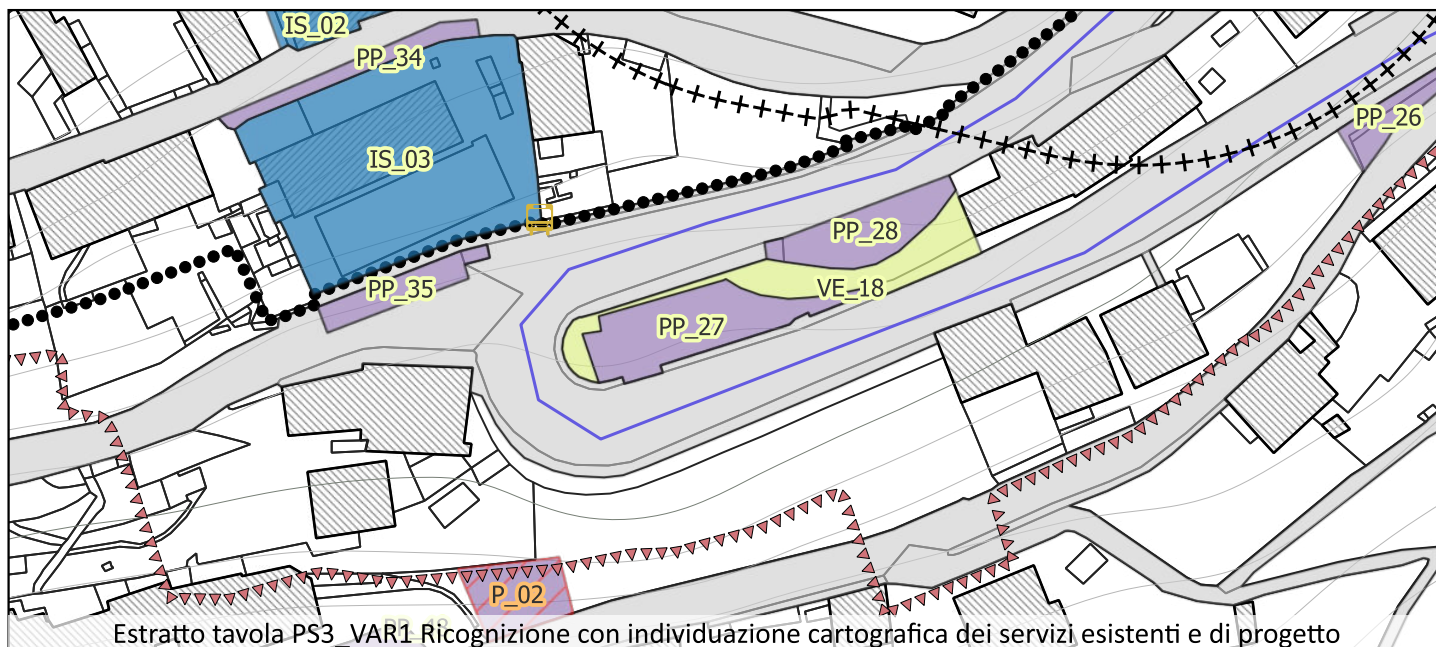 IS_02
PP_34
IS_03
PP_26
PP_28
PP_35
VE_18
PP_27
P_02
PP_48
Estratto tavola PS3_VAR1 Ricognizione con individuazione cartografica dei servizi esistenti e di progetto